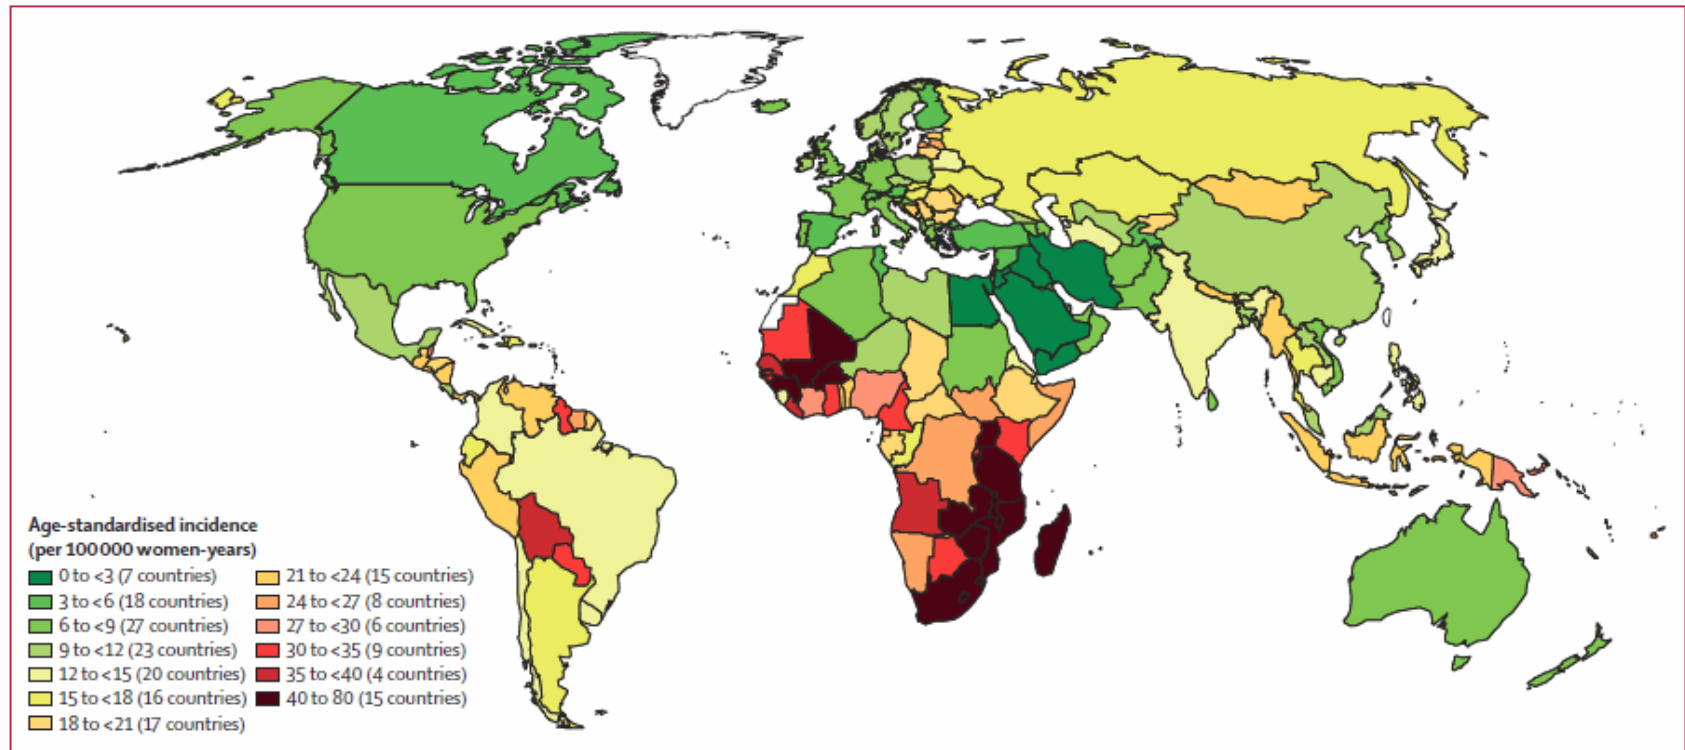 Age-standardised incidence
(per 100 000 women-years)
0 to <3 (7 countries)
3 to <6 (18 countries)
6 to <9 (27 countries)
9 to <12 (23 countries)
12 to <15 (20 countries)
15 to <18 (16 countries)
18 to <21 (17 countries)
21 to <24 (15 countries)
24 to <27 (8 countries)
27 to <30 (6 countries)
30 to <35 (9 countries)
35 to <40 (4 countries)
40 to 80 (15 countries)